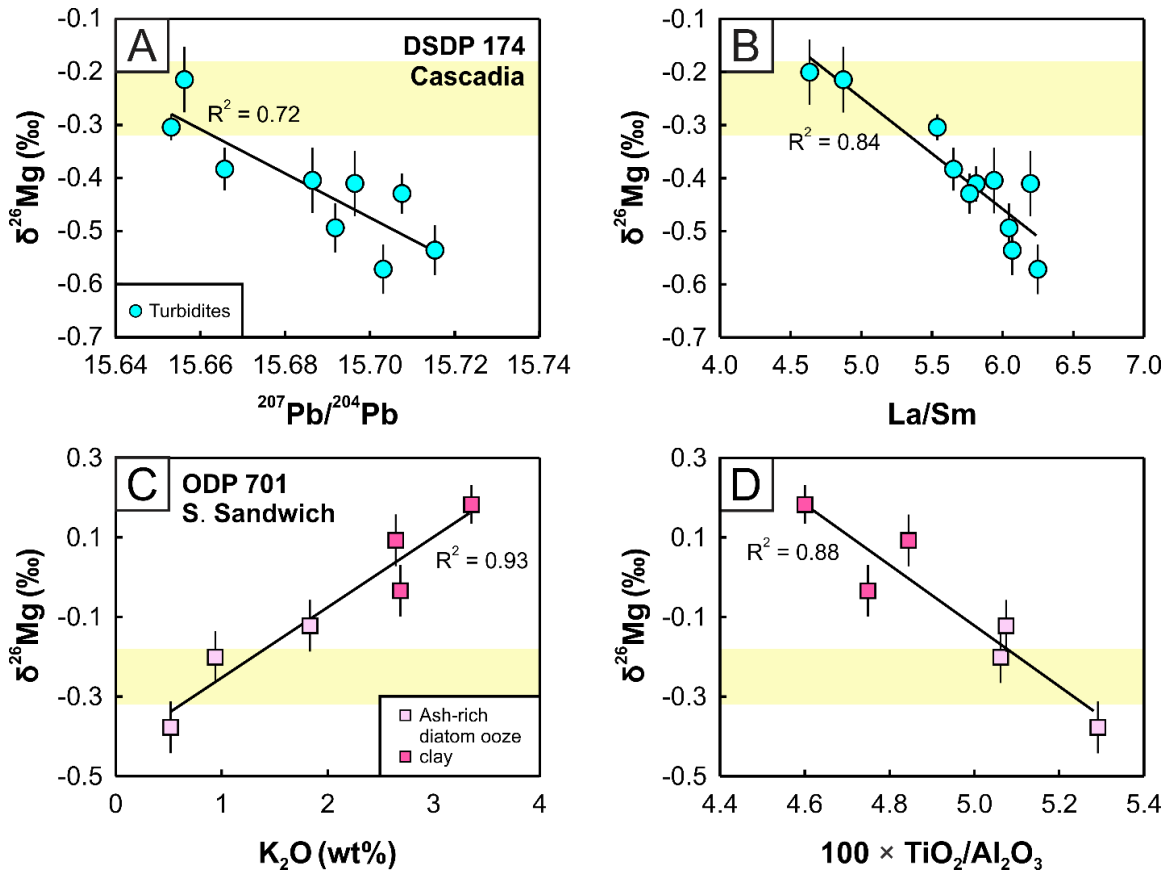 A
DSDP 174
Cascadia
R² = 0.72
Turbidites
-0.1
-0.2
-0.3
-0.4
-0.5
-0.6
-0.7
δ²⁶Mg (‰)
15.64 15.66 15.68 15.70 15.72 15.74
²⁰⁷Pb/²⁰⁴Pb
B
R² = 0.84
-0.1
-0.2
-0.3
-0.4
-0.5
-0.6
-0.7
δ²⁶Mg (‰)
4.0 4.5 5.0 5.5 6.0 6.5 7.0
La/Sm
C
ODP 701
S. Sandwich
R² = 0.93
Ash-rich
diatom ooze
clay
0.3
0.1
-0.1
-0.3
-0.5
δ²⁶Mg (‰)
0 1 2 3 4
K₂O (wt%)
D
R² = 0.88
0.3
0.1
-0.1
-0.3
-0.5
δ²⁶Mg (‰)
4.4 4.6 4.8 5.0 5.2 5.4
100 × TiO₂/Al₂O₃